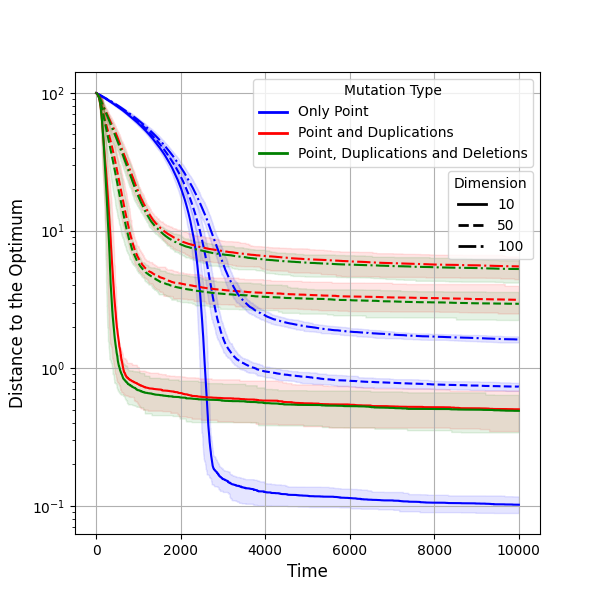 Mutation Type
Only Point
Point and Duplications
Point, Duplications and Deletions
Dimension
10
50
100
Distance to the Optimum
10²
10¹
10⁰
10⁻¹
0 2000 4000 6000 8000 10000
Time